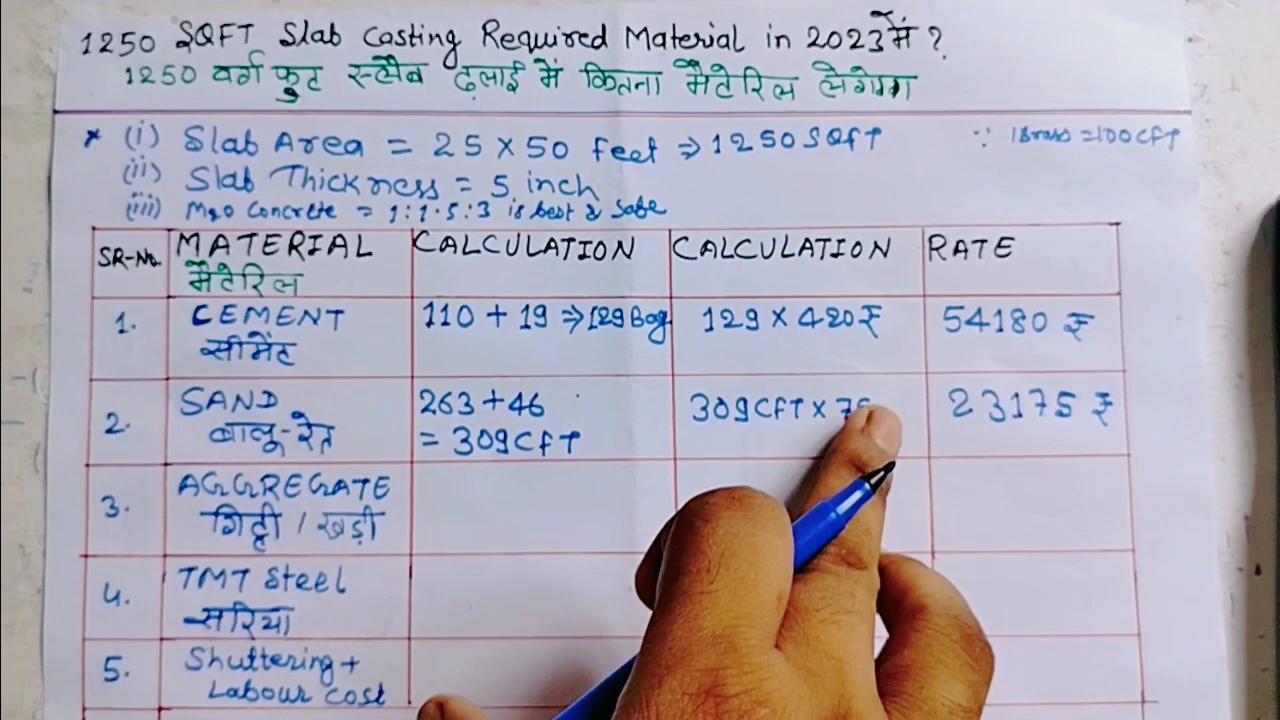 1250 SQFT Slab Casting Required Material in 2023 में ?
1250 वर्ग फुट स्लैब ढ़लाई में कितना मैटेरिल लगेगा
* (i) Slab Area = 25 × 50 feet ⇒ 1250 SQFT ∵ 1Brass = 100 CFT
(ii) Slab Thickness = 5 inch
(iii) M20 Concrete = 1:1.5:3 is best & Safe
SR-No. MATERIAL CALCULATION CALCULATION RATE
मैटेरिल
1. CEMENT 110 + 19 ⇒ 129 Bag 129 × 420 ₹ 54180 ₹
सीमेंट
2. SAND 263 + 46 309 CFT × 75 23175 ₹
बालू-रेत = 309 CFT
3. AGGREGATE
गिट्टी / खड़ी
4. TMT Steel
सरिया
5. Shuttering +
Labour cost